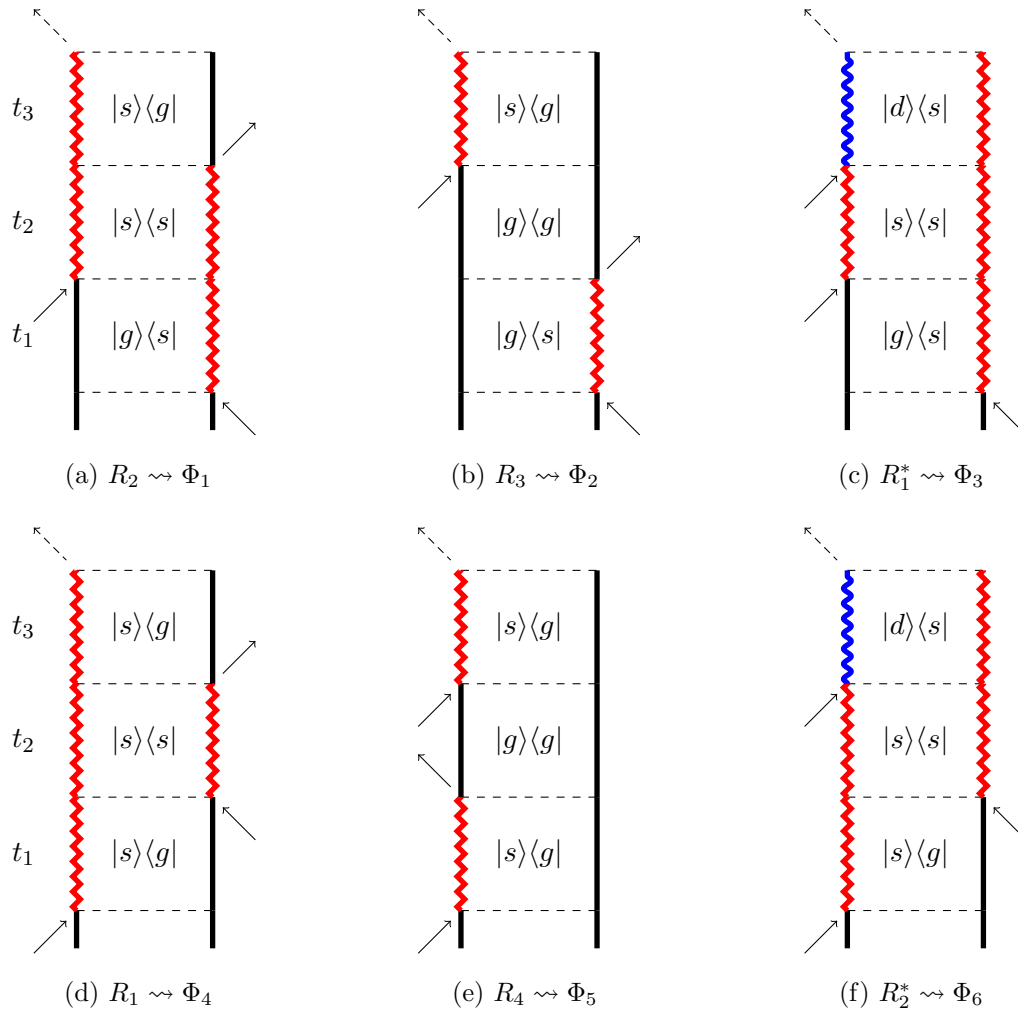 t₃ |s⟩⟨g| |s⟩⟨g| |d⟩⟨s|
t₂ |s⟩⟨s| |g⟩⟨g| |s⟩⟨s|
t₁ |g⟩⟨s| |g⟩⟨s| |g⟩⟨s|
(a) R₂ ⇝ Φ₁ (b) R₃ ⇝ Φ₂ (c) R₁* ⇝ Φ₃
t₃ |s⟩⟨g| |s⟩⟨g| |d⟩⟨s|
t₂ |s⟩⟨s| |g⟩⟨g| |s⟩⟨s|
t₁ |s⟩⟨g| |s⟩⟨g| |s⟩⟨g|
(d) R₁ ⇝ Φ₄ (e) R₄ ⇝ Φ₅ (f) R₂* ⇝ Φ₆